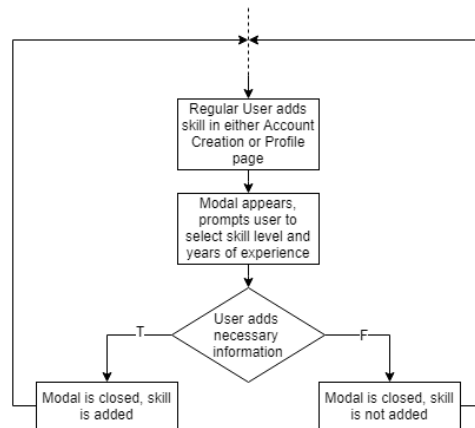 Regular User adds
skill in either Account
Creation or Profile
page
Modal appears,
prompts user to
select skill level and
years of experience
User adds
necessary
information
T
F
Modal is closed, skill
is added
Modal is closed, skill
is not added